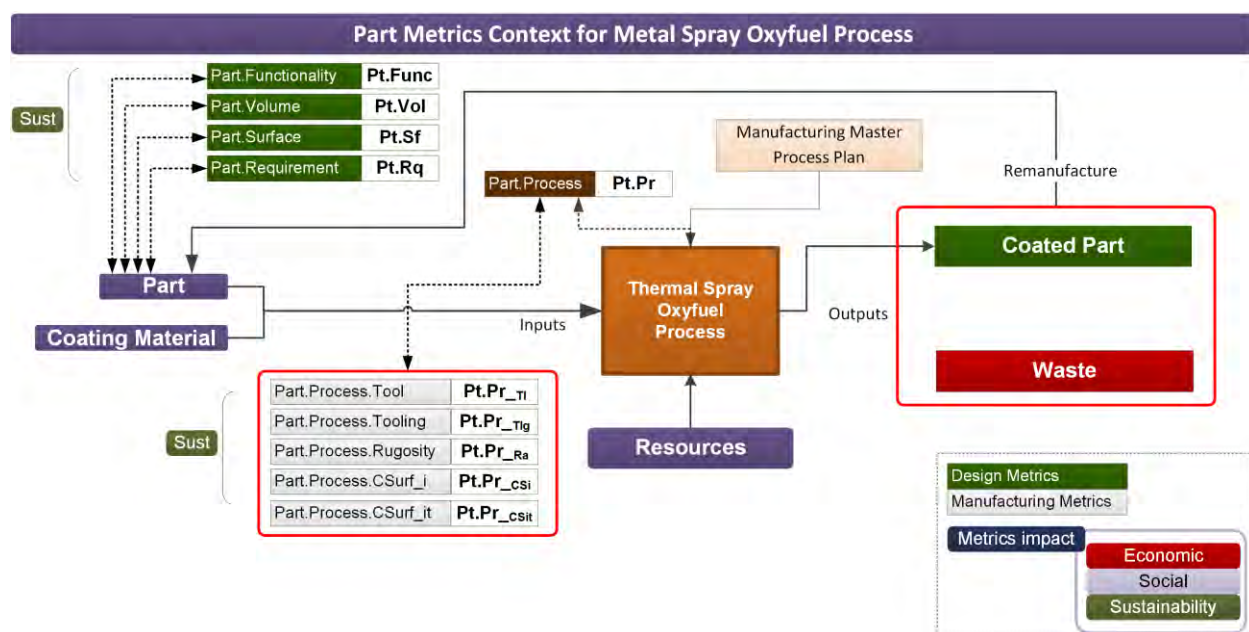 Part Metrics Context for Metal Spray Oxyfuel Process
Sust
Part.Functionality Pt.Func
Part.Volume Pt.Vol
Part.Surface Pt.Sf
Part.Requirement Pt.Rq
Manufacturing Master
Process Plan
Part.Process Pt.Pr
Remanufacture
Part
Coating Material
Inputs
Thermal Spray
Oxyfuel
Process
Outputs
Coated Part
Waste
Resources
Sust
Part.Process.Tool Pt.Pr_Tl
Part.Process.Tooling Pt.Pr_Tlg
Part.Process.Rugosity Pt.Pr_Ra
Part.Process.CSurf_i Pt.Pr_CSi
Part.Process.CSurf_it Pt.Pr_CSit
Design Metrics
Manufacturing Metrics
Metrics impact
Economic
Social
Sustainability